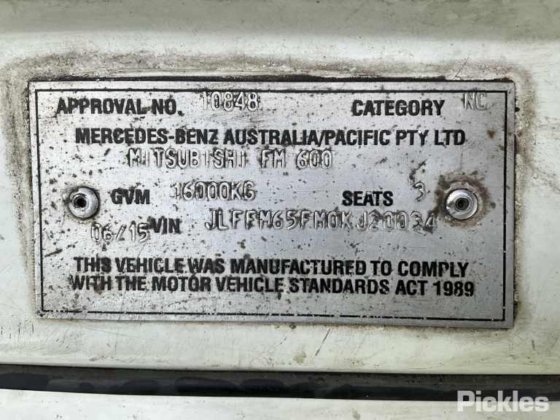 APPROVAL NO. 10848 CATEGORY NC
MERCEDES-BENZ AUSTRALIA/PACIFIC PTY LTD
MITSUBISHI FM 600
GVM 16000KG SEATS 3
06/15 VIN JLFFM65FM0KJ20034
THIS VEHICLE WAS MANUFACTURED TO COMPLY
WITH THE MOTOR VEHICLE STANDARDS ACT 1989
Pickles